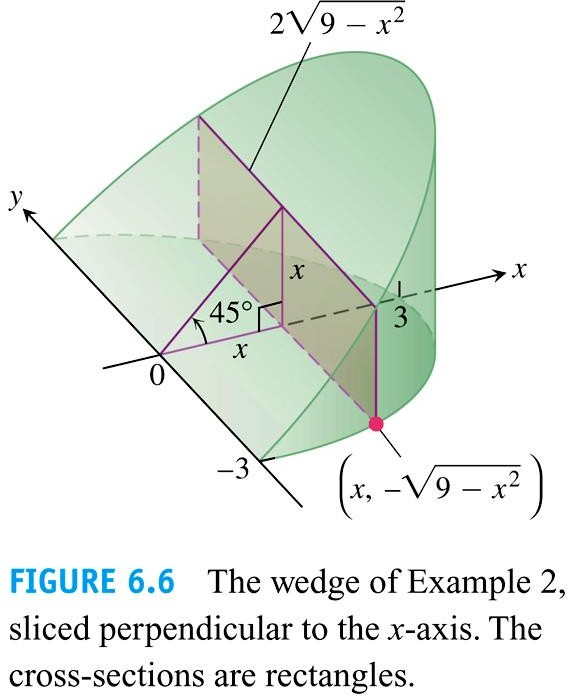 2√9 − x²
y
x
x
45°
3
x
0
−3
(x, −√9 − x²)
FIGURE 6.6 The wedge of Example 2,
sliced perpendicular to the x-axis. The
cross-sections are rectangles.